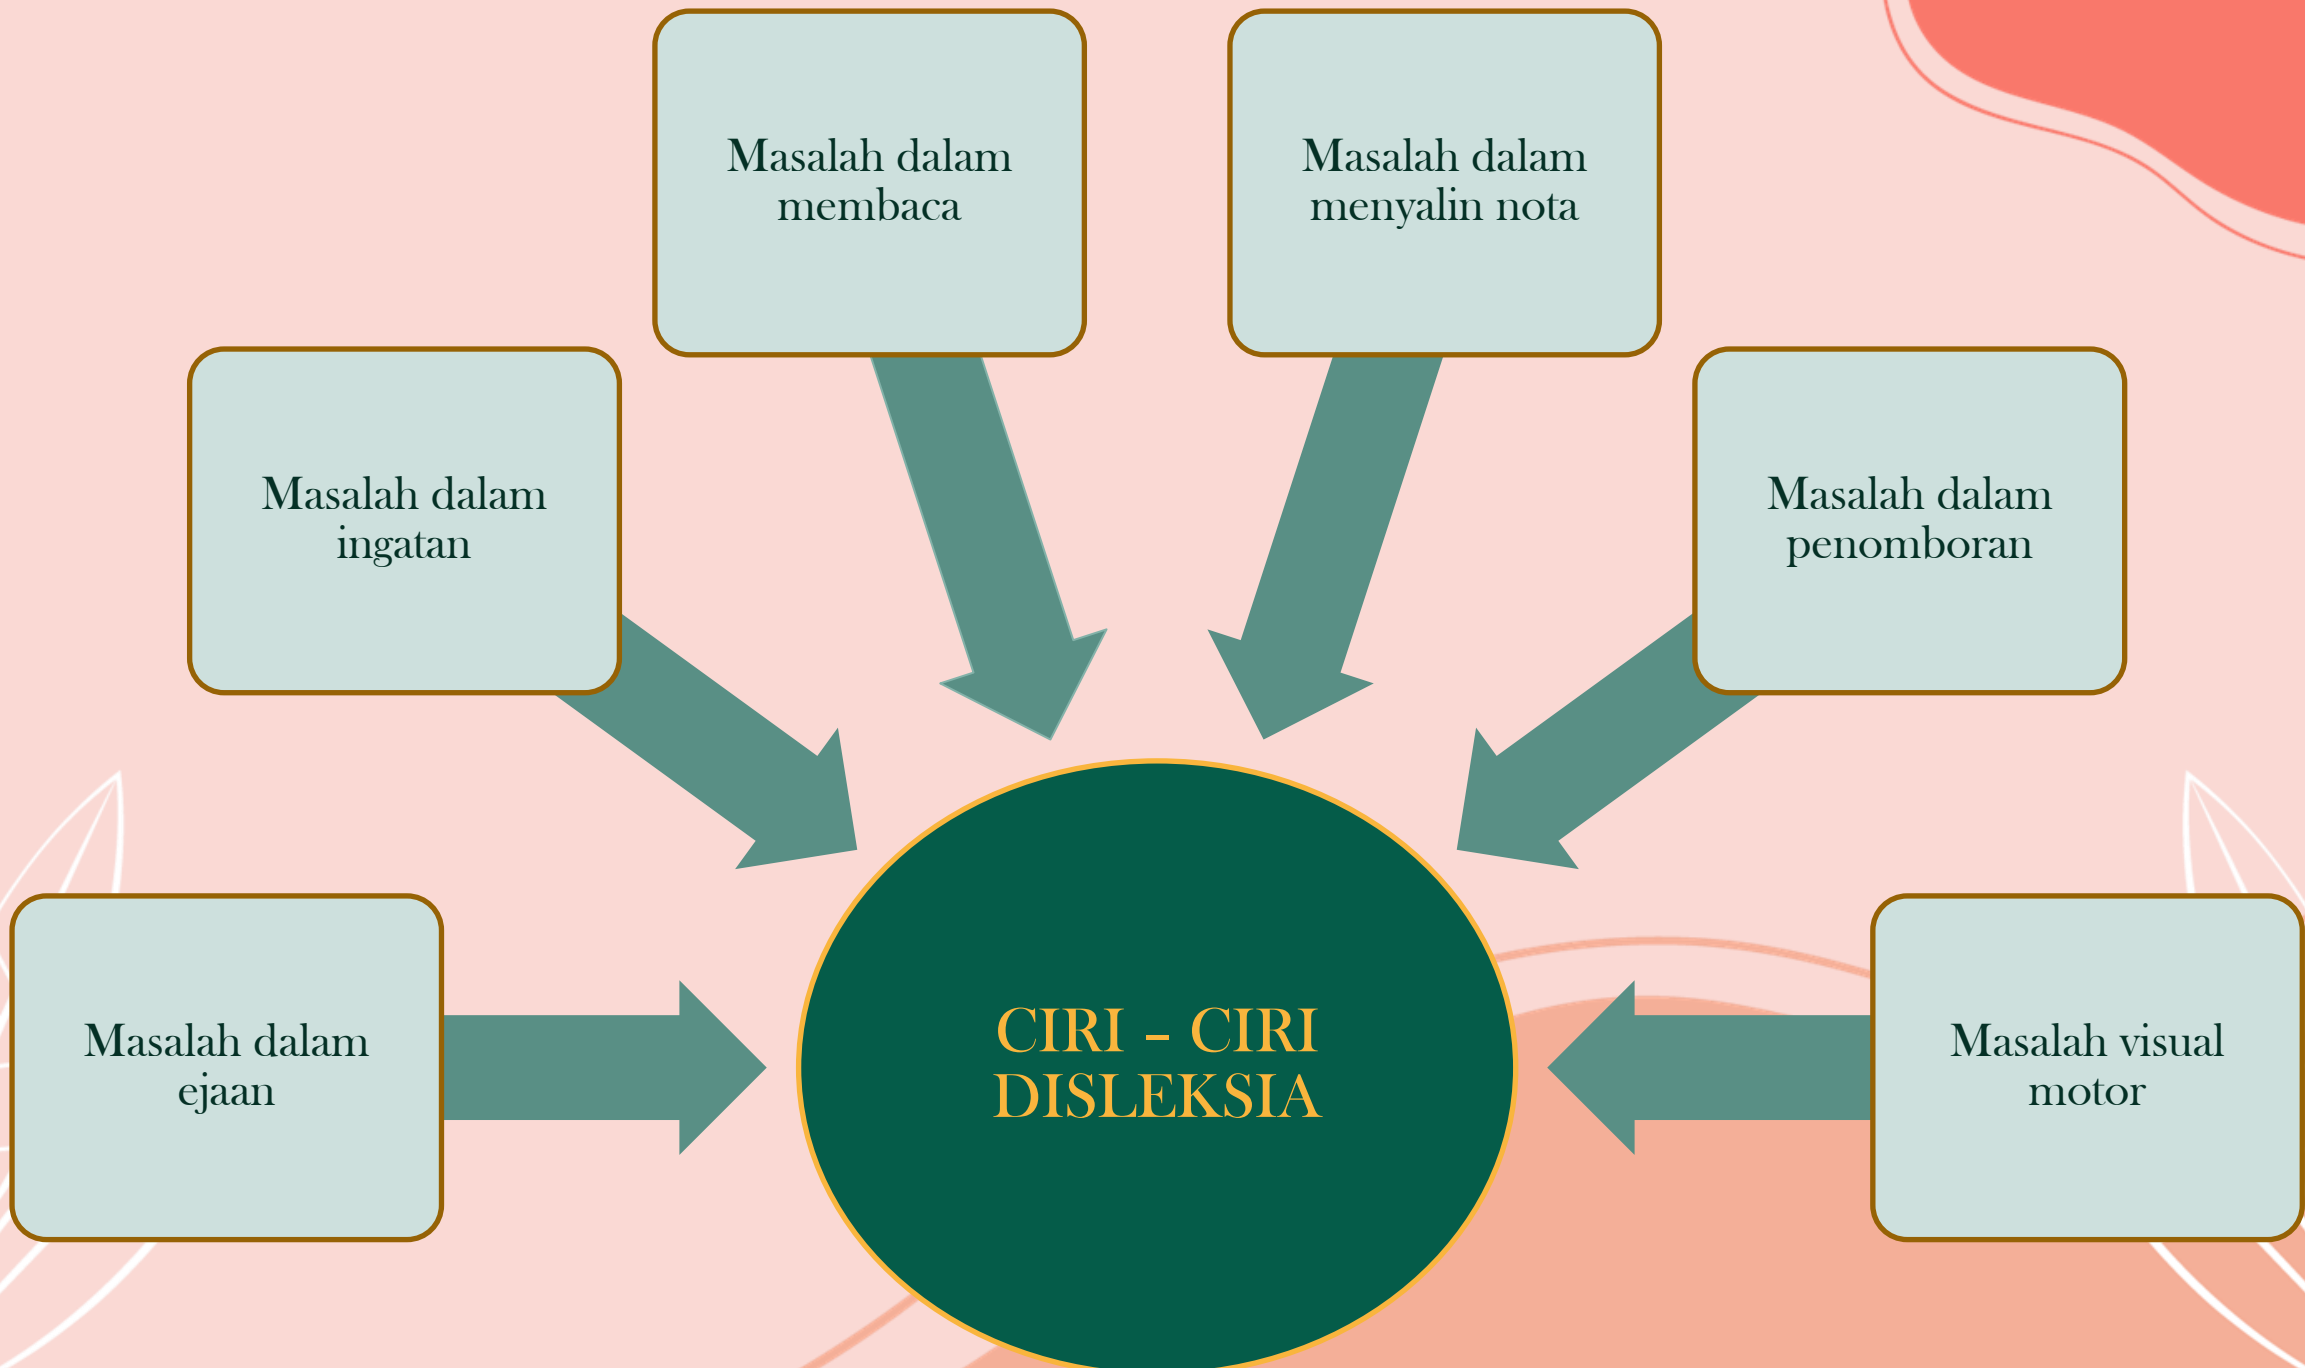 Masalah dalam
membaca
Masalah dalam
menyalin nota
Masalah dalam
ingatan
Masalah dalam
penomboran
Masalah dalam
ejaan
CIRI – CIRI
DISLEKSIA
Masalah visual
motor